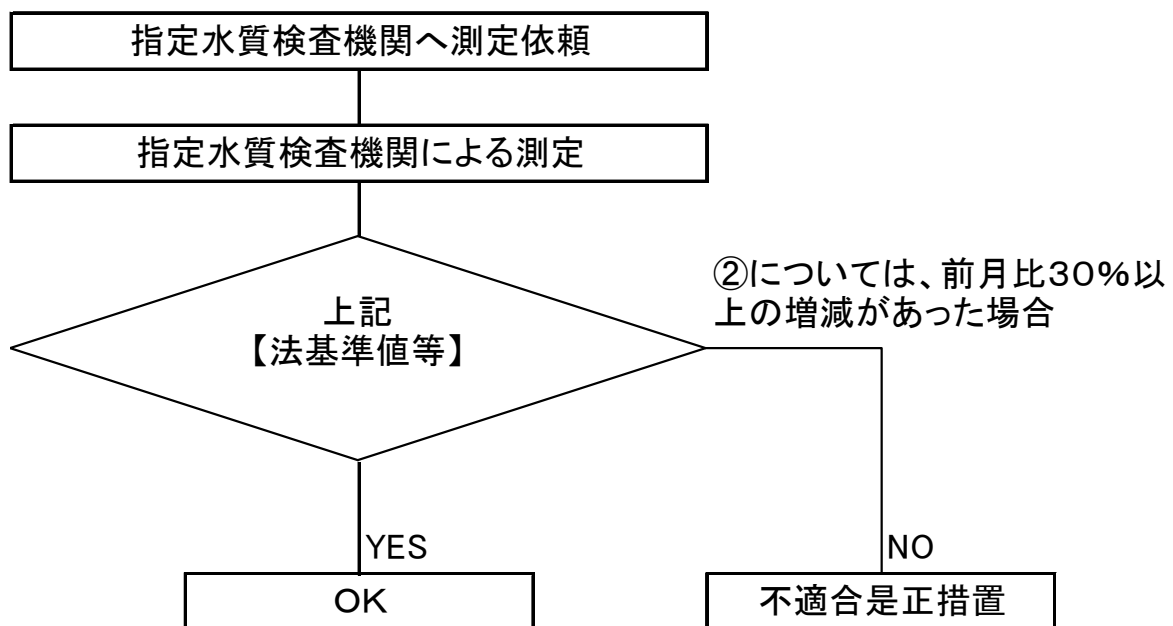 指定水質検査機関へ測定依頼
指定水質検査機関による測定
②については、前月比30%以
上の増減があった場合
上記
【法基準値等】
YES
NO
OK
不適合是正措置